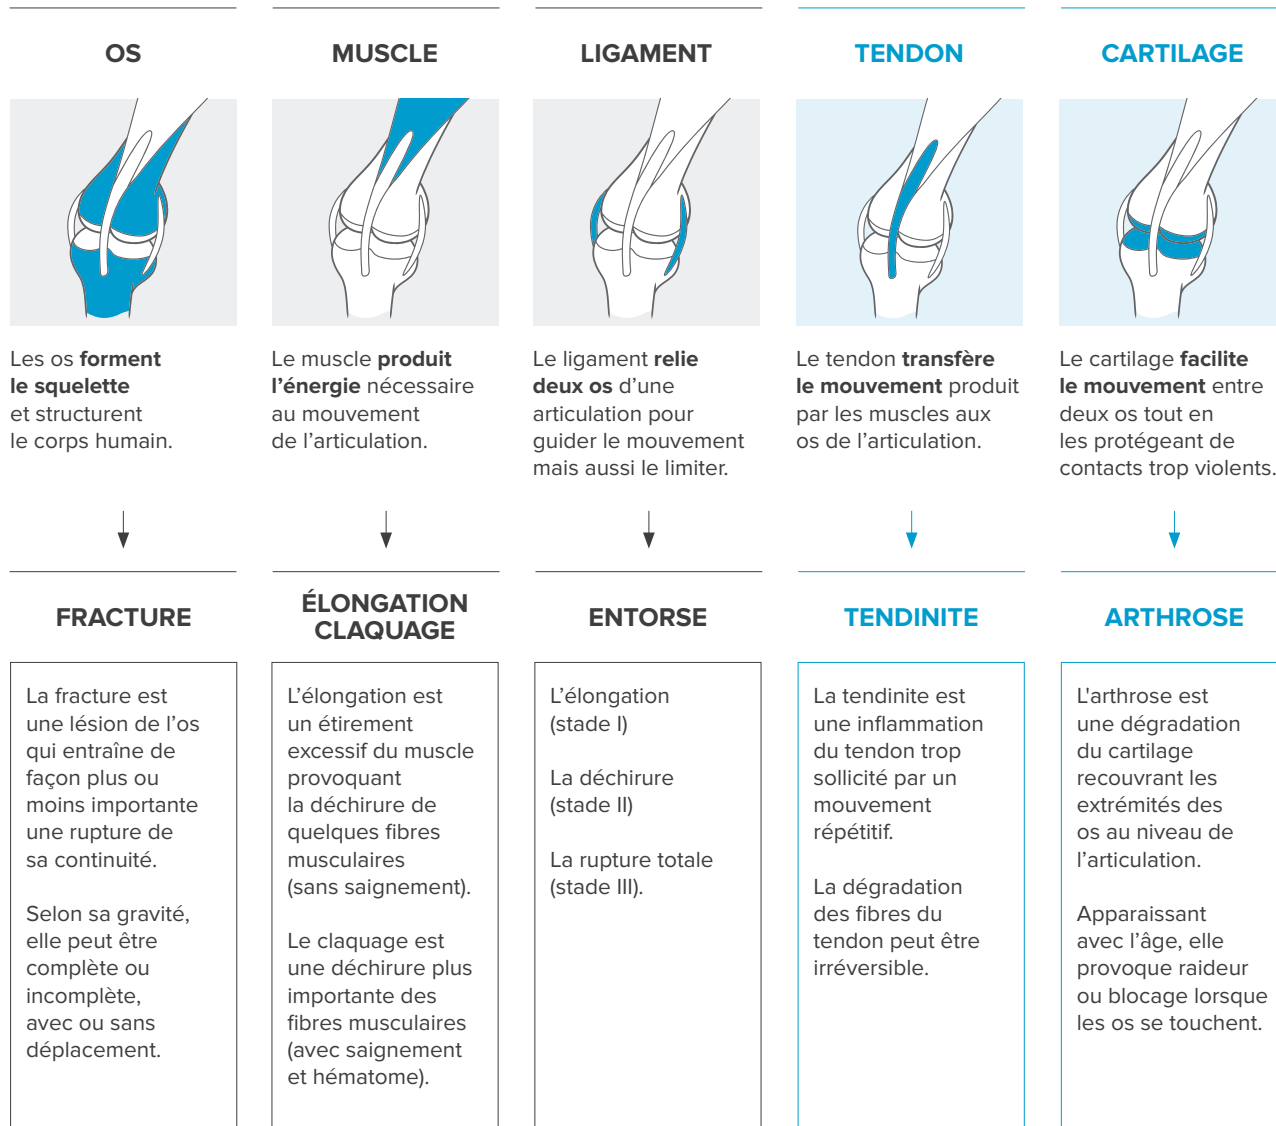 OS
Les os forment
le squelette
et structurent
le corps humain.
FRACTURE
La fracture est
une lésion de l’os
qui entraîne de
façon plus ou
moins importante
une rupture de
sa continuité.
Selon sa gravité,
elle peut être
complète ou
incomplète,
avec ou sans
déplacement.
MUSCLE
Le muscle produit
l’énergie nécessaire
au mouvement
de l’articulation.
ÉLONGATION
CLAQUAGE
L’élongation est
un étirement
excessif du muscle
provoquant
la déchirure de
quelques fibres
musculaires
(sans saignement).
Le claquage est
une déchirure plus
importante des
fibres musculaires
(avec saignement
et hématome).
LIGAMENT
Le ligament relie
deux os d’une
articulation pour
guider le mouvement
mais aussi le limiter.
ENTORSE
L’élongation
(stade I)
La déchirure
(stade II)
La rupture totale
(stade III).
TENDON
Le tendon transfère
le mouvement produit
par les muscles aux
os de l’articulation.
TENDINITE
La tendinite est
une inflammation
du tendon trop
sollicité par un
mouvement
répétitif.
La dégradation
des fibres du
tendon peut être
irréversible.
CARTILAGE
Le cartilage facilite
le mouvement entre
deux os tout en
les protégeant de
contacts trop violents.
ARTHROSE
L'arthrose est
une dégradation
du cartilage
recouvrant les
extrémités des
os au niveau de
l’articulation.
Apparaissant
avec l’âge, elle
provoque raideur
ou blocage lorsque
les os se touchent.